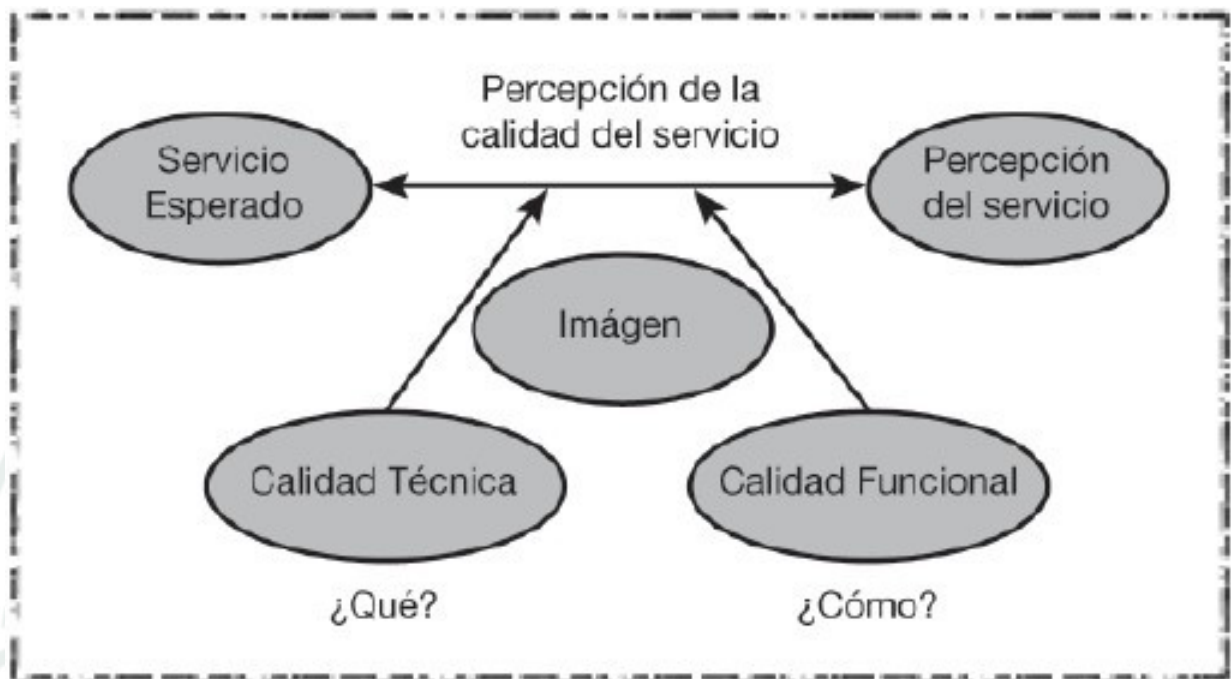 Percepción de la
calidad del servicio
Servicio
Esperado
Percepción
del servicio
Imágen
Calidad Técnica
Calidad Funcional
¿Qué?
¿Cómo?